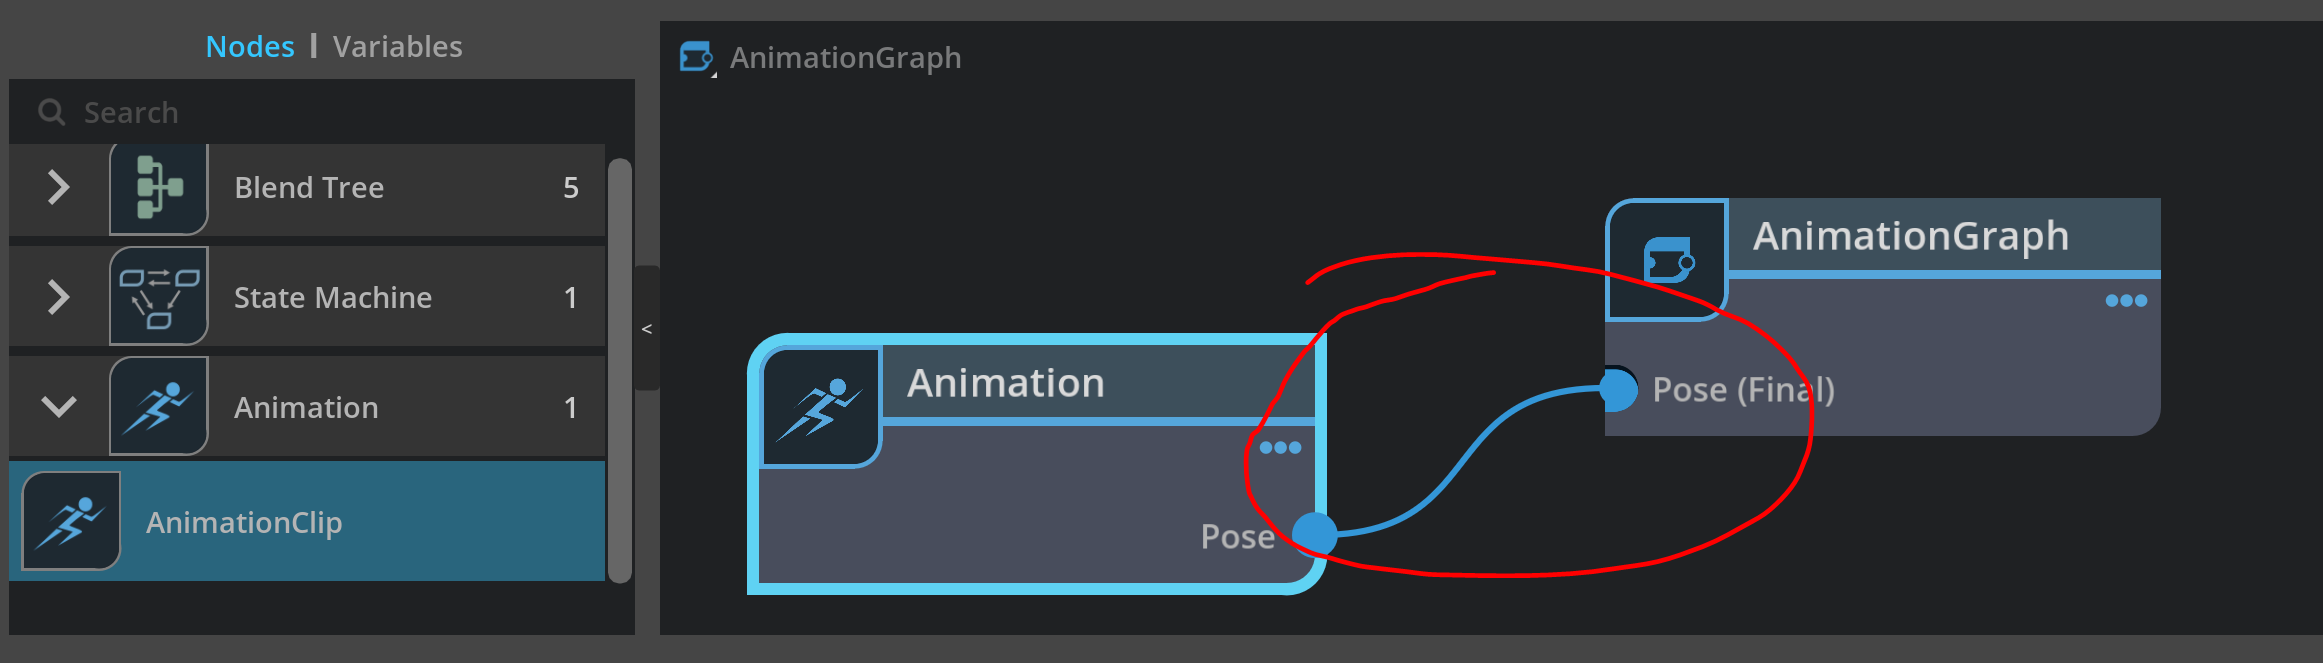 Nodes | Variables
Search
Blend Tree 5
State Machine 1
Animation 1
AnimationClip
<
AnimationGraph
Animation
Pose
AnimationGraph
Pose (Final)